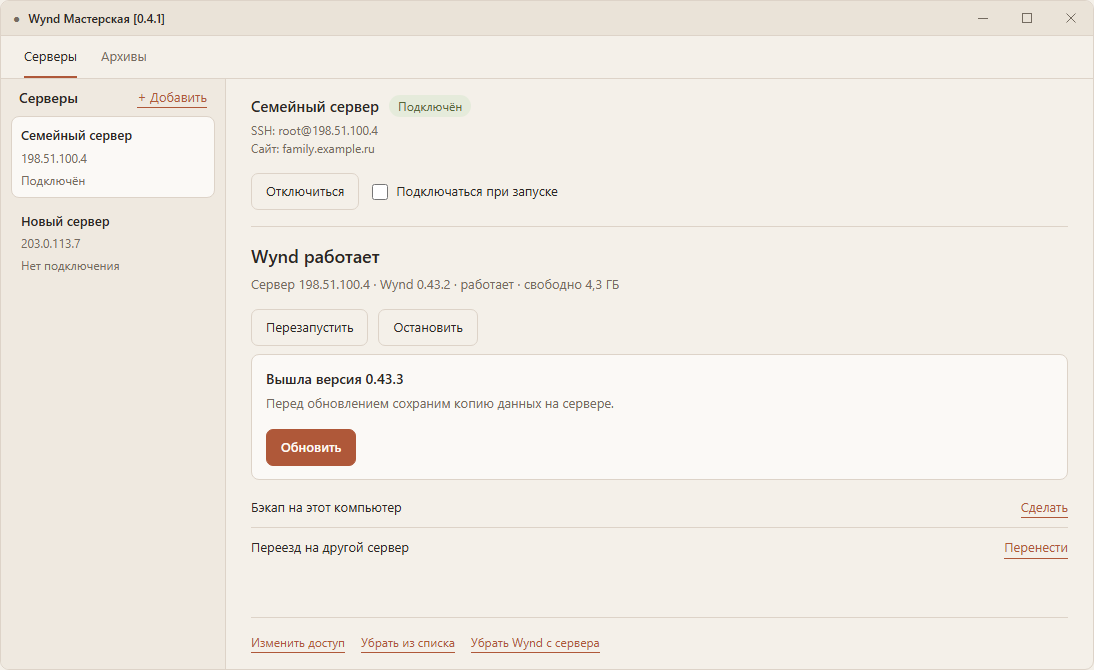 Wynd Мастерская [0.4.1]
Серверы Архивы
Серверы + Добавить
Семейный сервер
198.51.100.4
Подключён
Новый сервер
203.0.113.7
Нет подключения
Семейный сервер Подключён
SSH: root@198.51.100.4
Сайт: family.example.ru
Отключиться Подключаться при запуске
Wynd работает
Сервер 198.51.100.4 · Wynd 0.43.2 · работает · свободно 4,3 ГБ
Перезапустить Остановить
Вышла версия 0.43.3
Перед обновлением сохраним копию данных на сервере.
Обновить
Бэкап на этот компьютер Сделать
Переезд на другой сервер Перенести
Изменить доступ Убрать из списка Убрать Wynd с сервера